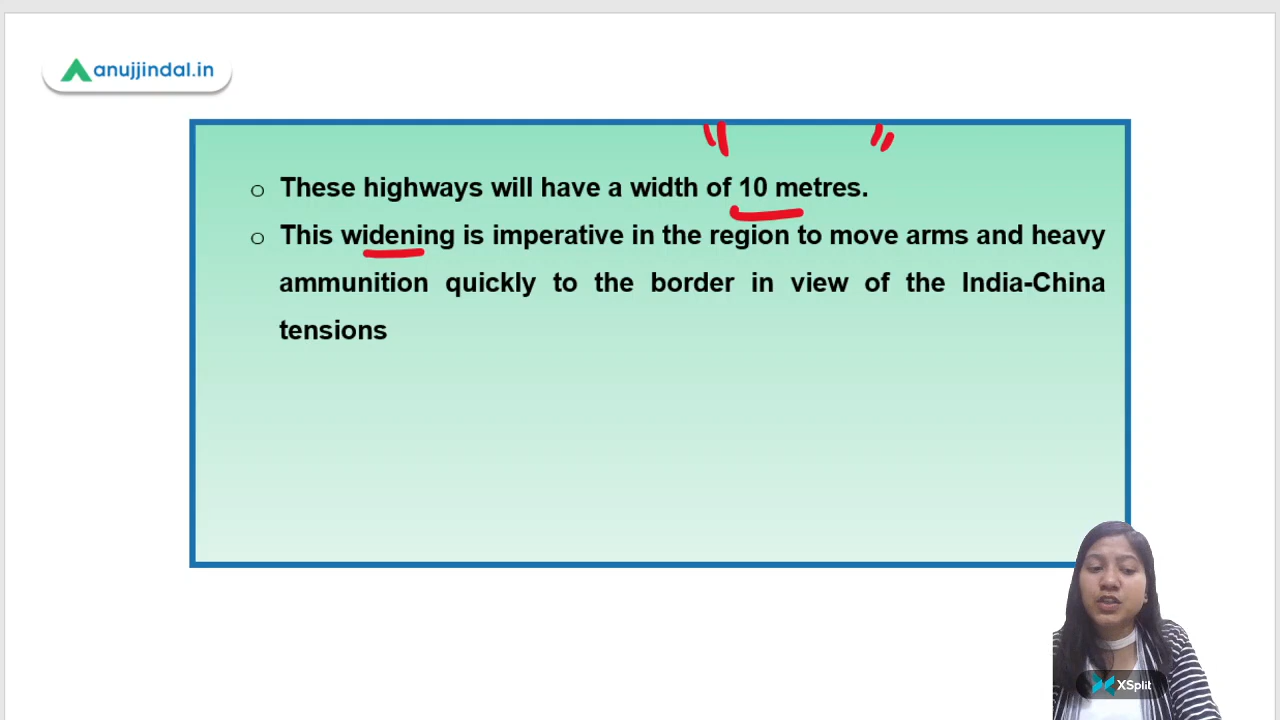 anujjindal.in
o These highways will have a width of 10 metres.
o This widening is imperative in the region to move arms and heavy
ammunition quickly to the border in view of the India-China
tensions
XSplit